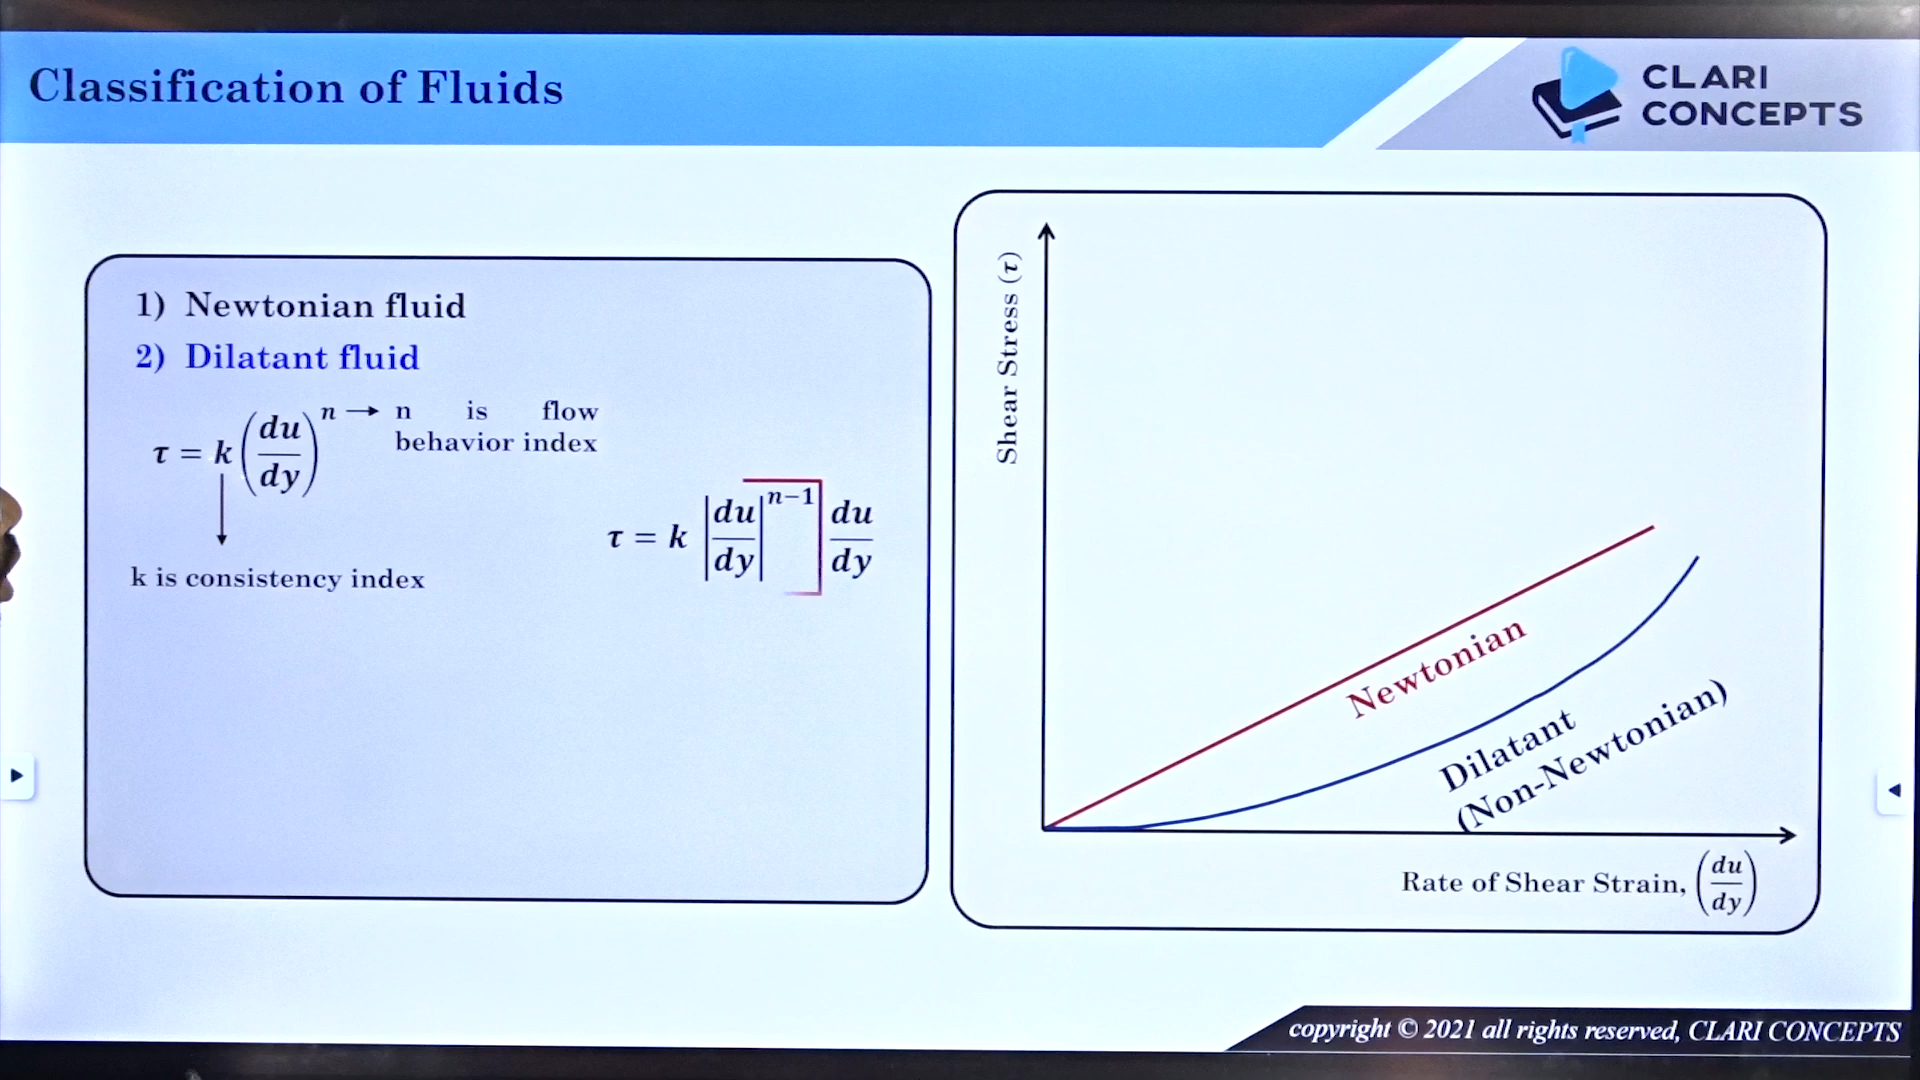 Classification of Fluids
CLARI
CONCEPTS
1) Newtonian fluid
2) Dilatant fluid
τ = k (du/dy)^n → n is flow
behavior index
k is consistency index
τ = k |du/dy|^(n−1) du/dy
Shear Stress (τ)
Newtonian
Dilatant
(Non-Newtonian)
Rate of Shear Strain, (du/dy)
copyright © 2021 all rights reserved, CLARI CONCEPTS